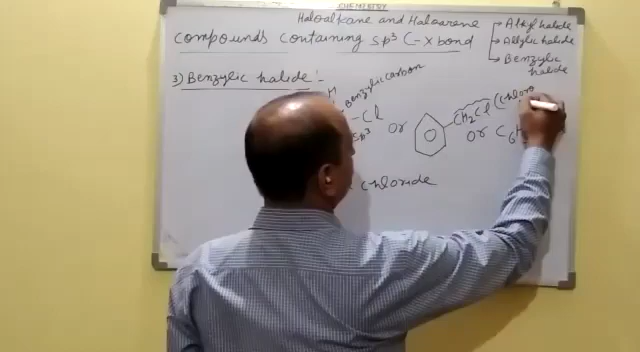 CHEMISTRY
Haloalkane and Haloarene
Compounds containing sp³ C-X bond
→ Alkyl halide
→ Allylic halide
→ Benzylic halide
3) Benzylic halide :-
H
Benzylic carbon
-Cl
sp³
or
CH₂Cl (Chloro
or C₆H
chloride